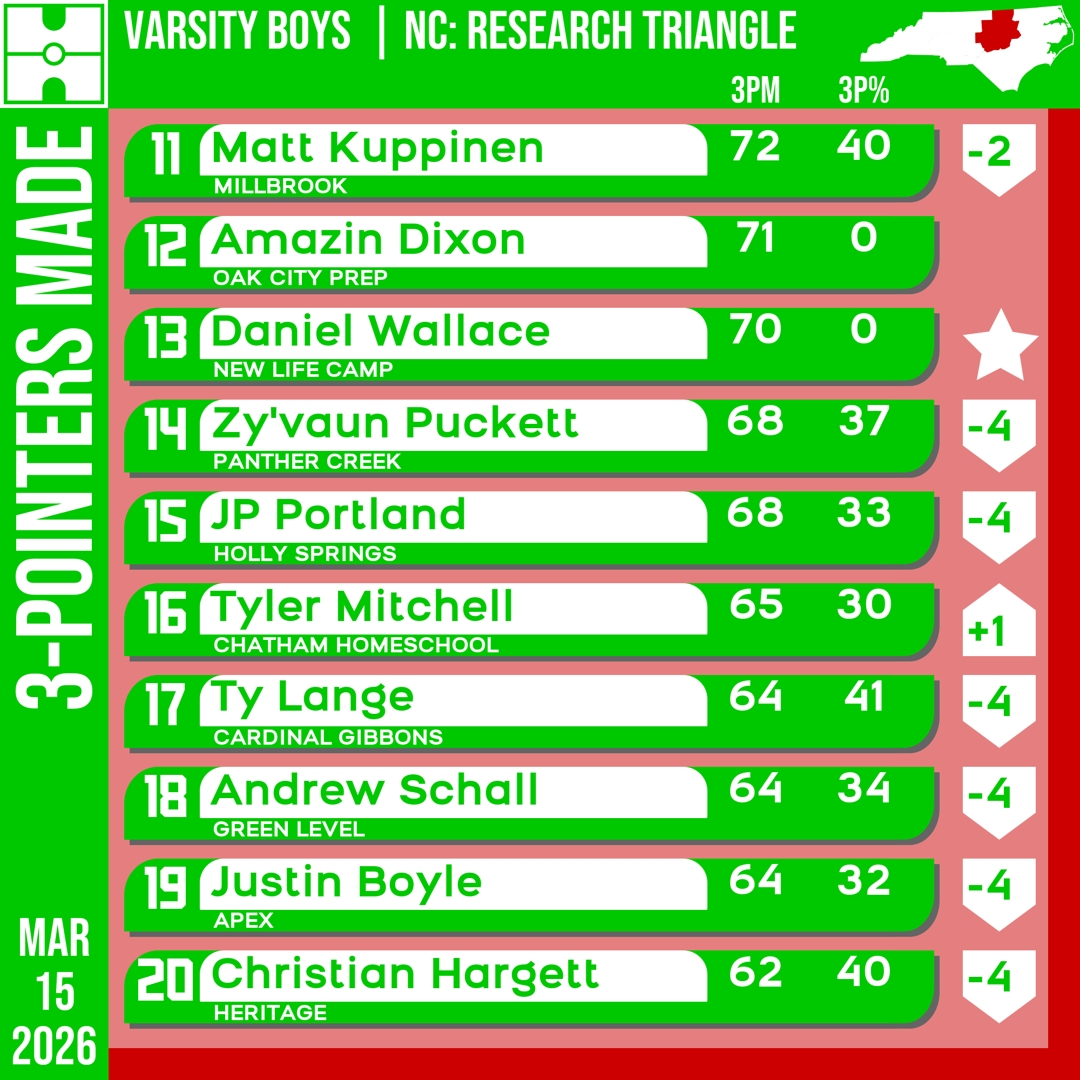 VARSITY BOYS | NC: RESEARCH TRIANGLE
3PM 3P%
3-POINTERS MADE
11 Matt Kuppinen 72 40 -2
MILLBROOK
12 Amazin Dixon 71 0
OAK CITY PREP
13 Daniel Wallace 70 0
NEW LIFE CAMP
14 Zy'vaun Puckett 68 37 -4
PANTHER CREEK
15 JP Portland 68 33 -4
HOLLY SPRINGS
16 Tyler Mitchell 65 30 +1
CHATHAM HOMESCHOOL
17 Ty Lange 64 41 -4
CARDINAL GIBBONS
18 Andrew Schall 64 34 -4
GREEN LEVEL
19 Justin Boyle 64 32 -4
APEX
20 Christian Hargett 62 40 -4
HERITAGE
MAR
15
2026